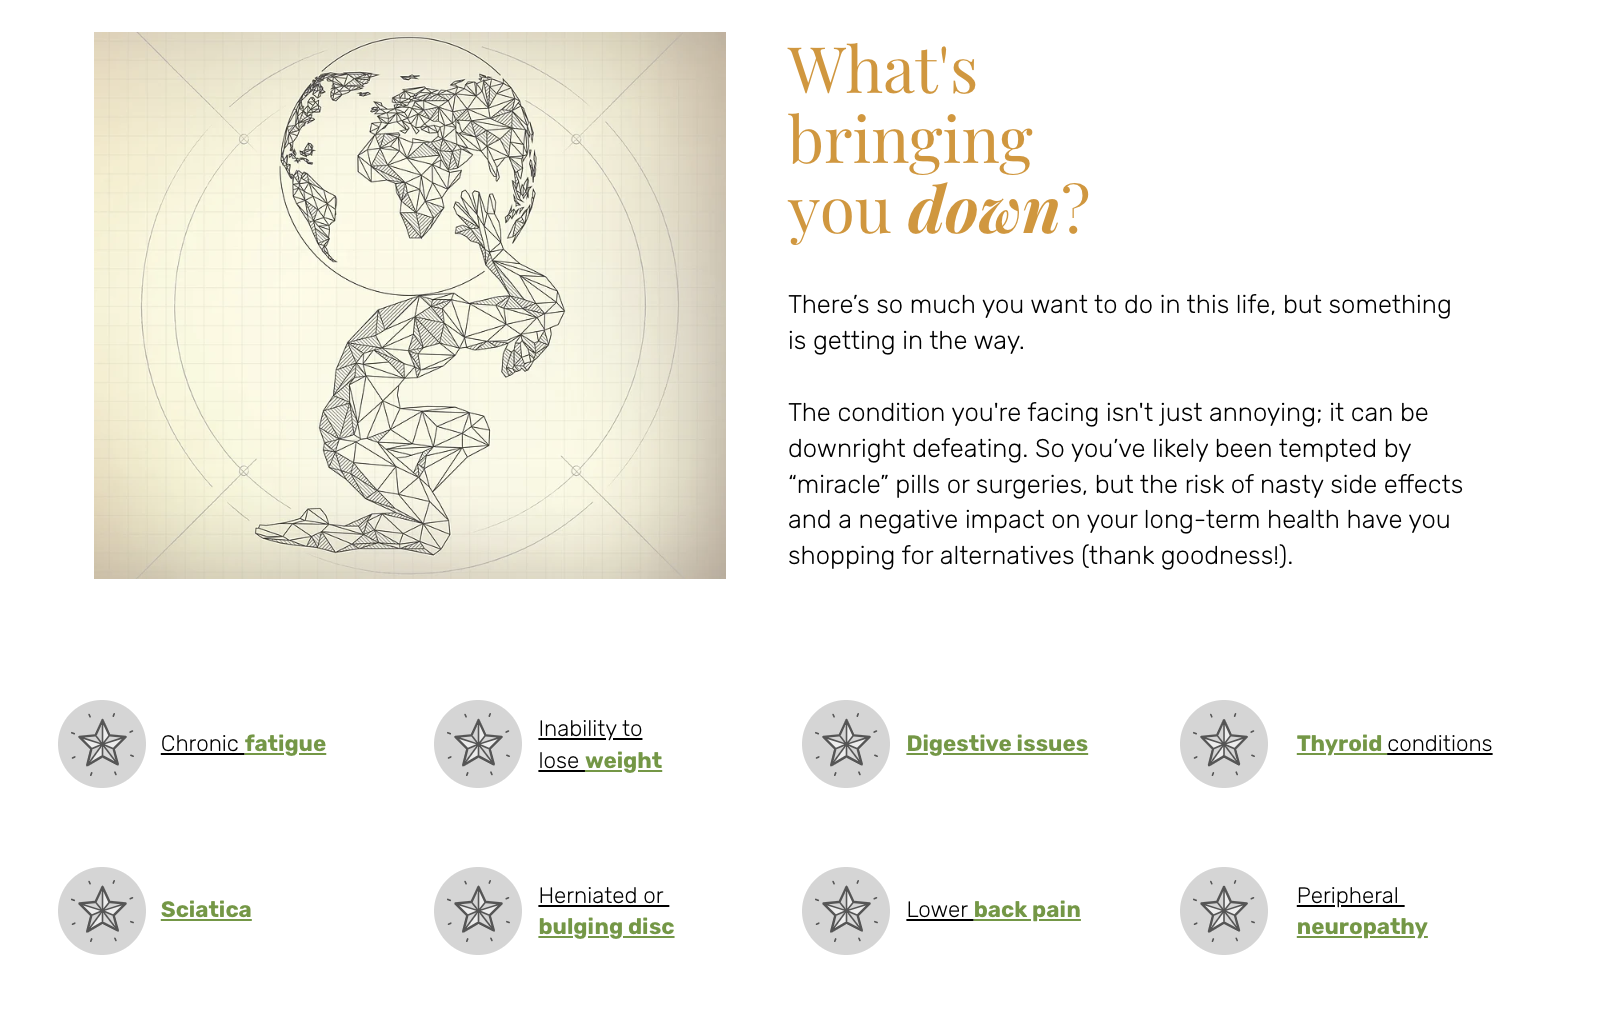 What's
bringing
you down?
There’s so much you want to do in this life, but something
is getting in the way.
The condition you're facing isn't just annoying; it can be
downright defeating. So you’ve likely been tempted by
“miracle” pills or surgeries, but the risk of nasty side effects
and a negative impact on your long-term health have you
shopping for alternatives (thank goodness!).
Chronic fatigue
Inability to
lose weight
Digestive issues
Thyroid conditions
Sciatica
Herniated or
bulging disc
Lower back pain
Peripheral
neuropathy